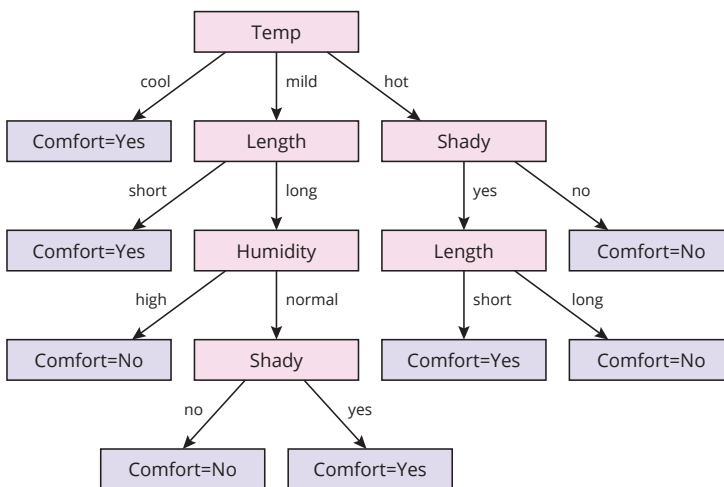 Temp
cool
mild
hot
Comfort=Yes
Length
Shady
short
long
yes
no
Comfort=Yes
Humidity
Length
Comfort=No
high
normal
short
long
Comfort=No
Shady
Comfort=Yes
Comfort=No
no
yes
Comfort=No
Comfort=Yes